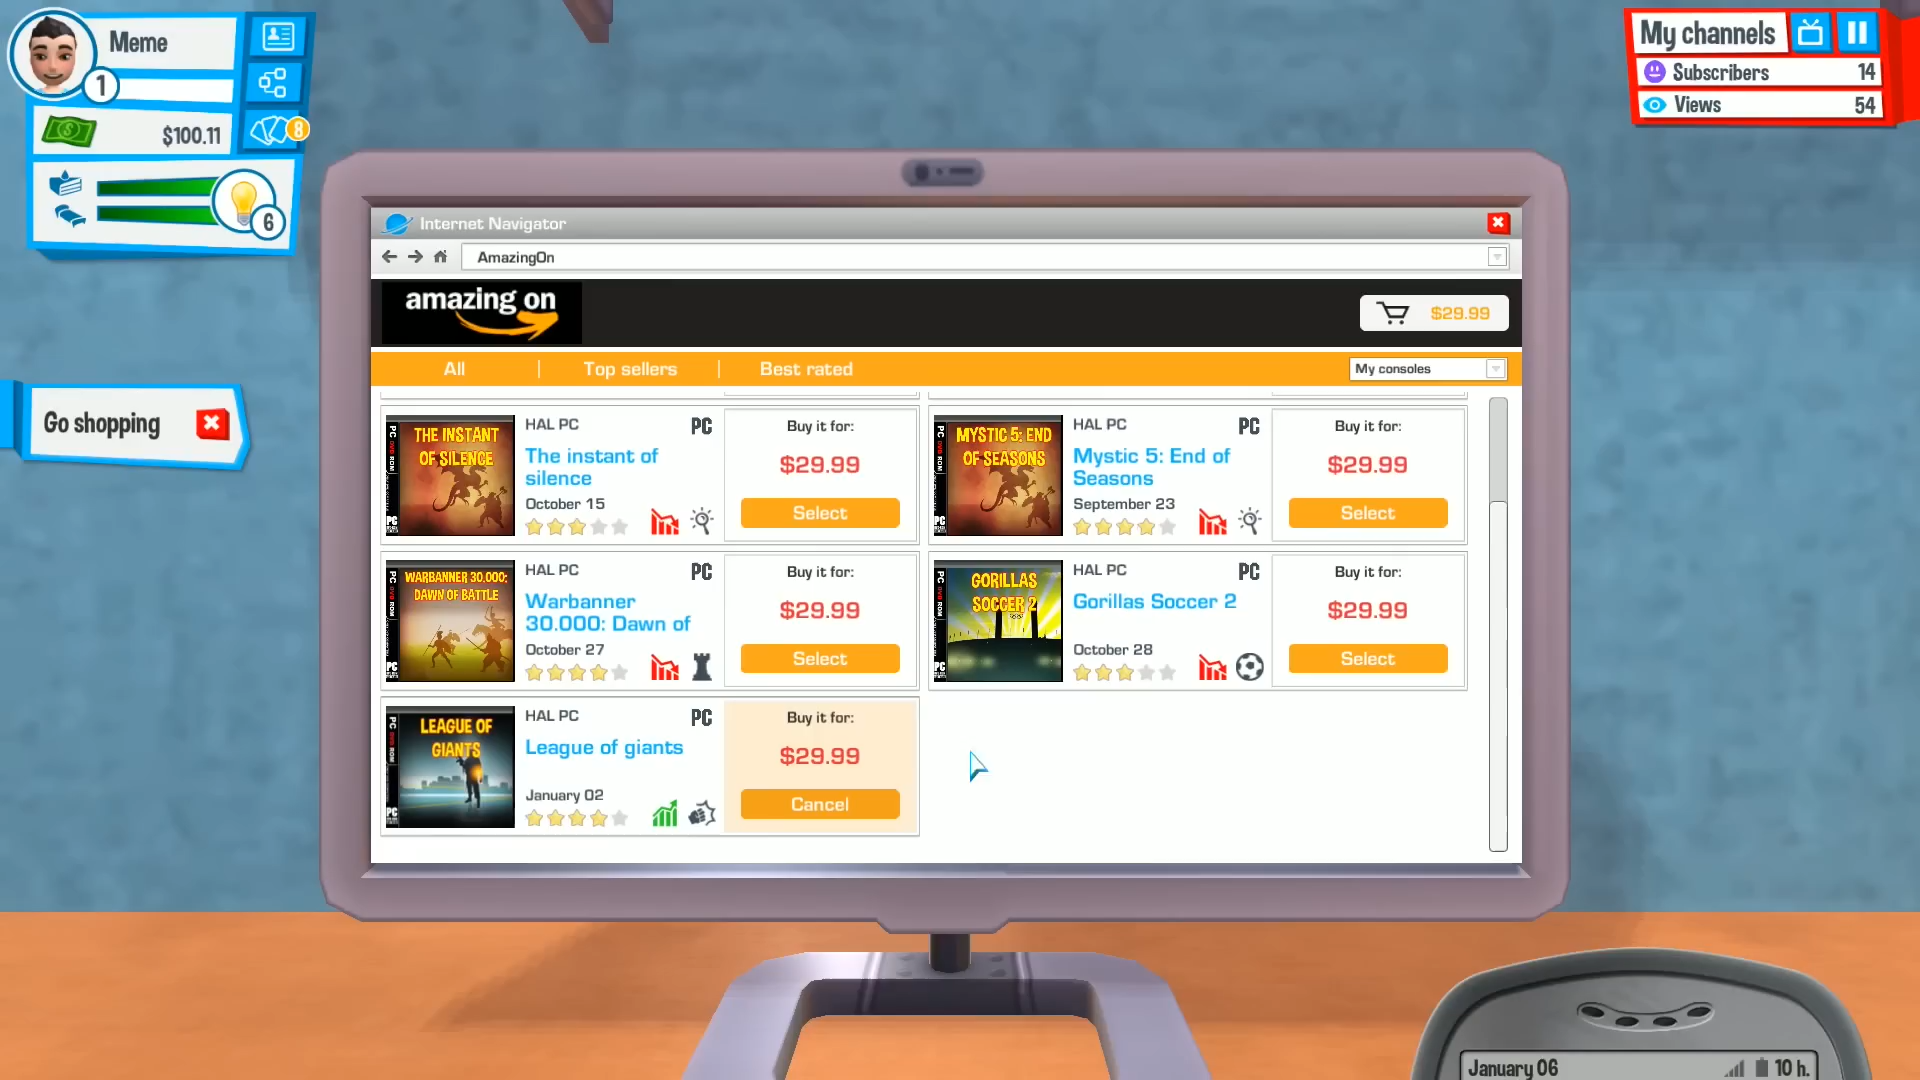 Meme
1
$100.11
8
6
My channels
Subscribers 14
Views 54
Go shopping
Internet Navigator
AmazingOn
amazing on
$29.99
All | Top sellers | Best rated
My consoles
THE INSTANT
OF SILENCE
HAL PC
PC
The instant of
silence
October 15
Buy it for:
$29.99
Select
MYSTIC 5: END
OF SEASONS
HAL PC
PC
Mystic 5: End of
Seasons
September 23
Buy it for:
$29.99
Select
WARBANNER 30.000:
DAWN OF BATTLE
HAL PC
PC
Warbanner
30.000: Dawn of
October 27
Buy it for:
$29.99
Select
GORILLAS
SOCCER 2
HAL PC
PC
Gorillas Soccer 2
October 28
Buy it for:
$29.99
Select
LEAGUE OF
GIANTS
HAL PC
PC
League of giants
January 02
Buy it for:
$29.99
Cancel
January 06
10 h.